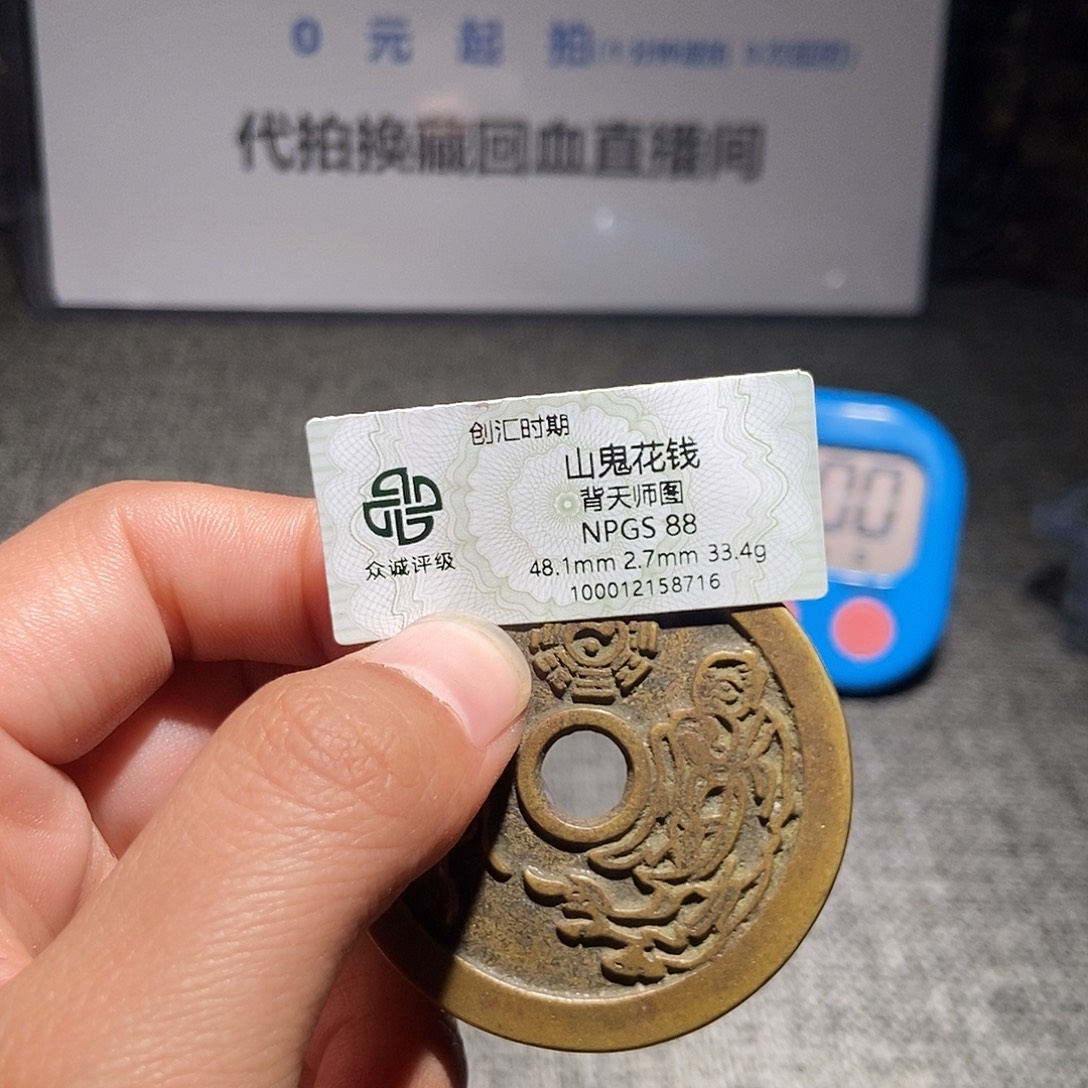 0 元 起 拍
代拍换藏回血直播间
创汇时期
山鬼花钱
背天师图
NPGS 88
48.1mm 2.7mm 33.4g
100012158716
众诚评级
00